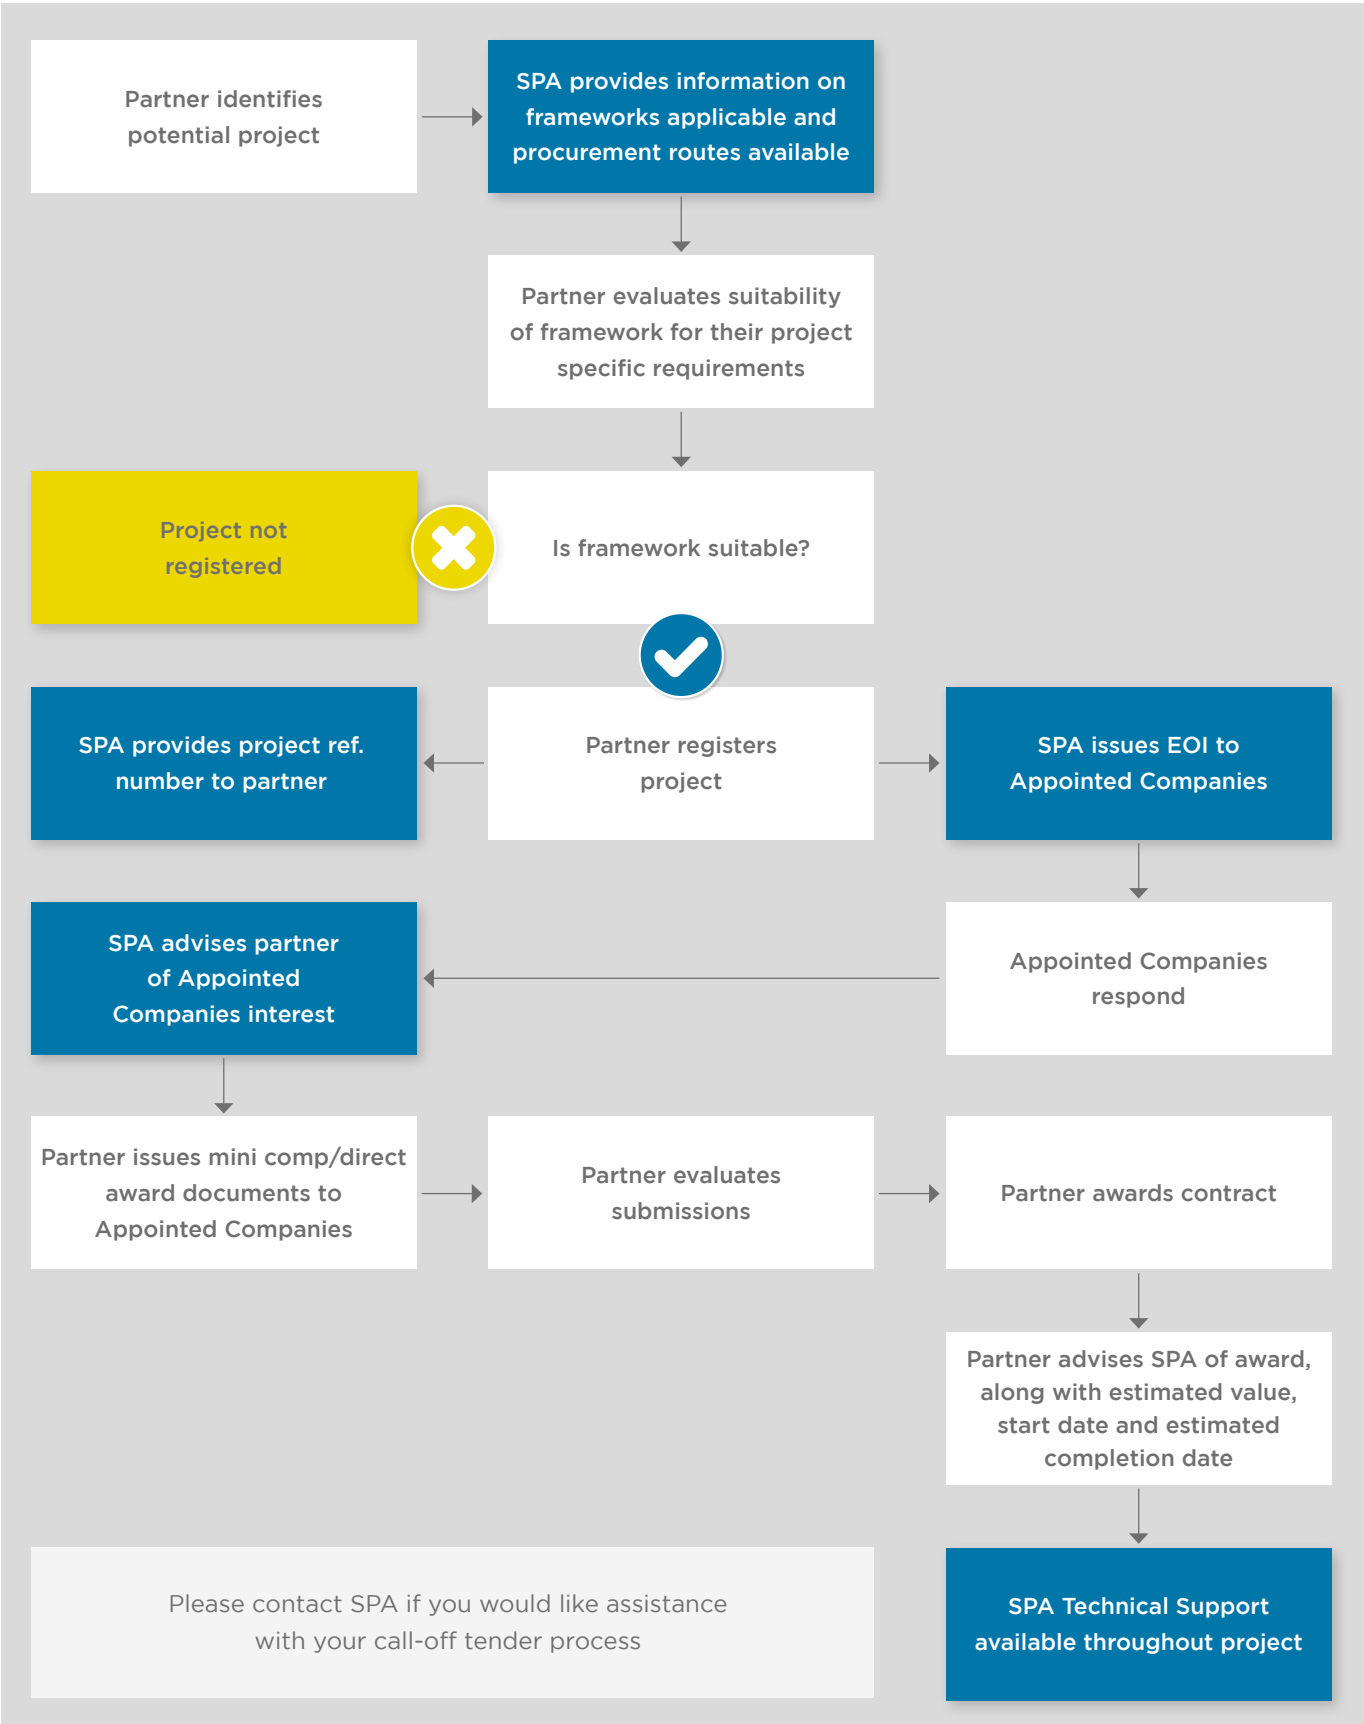 Partner identifies
potential project
SPA provides information on
frameworks applicable and
procurement routes available
Partner evaluates suitability
of framework for their project
specific requirements
Project not
registered
Is framework suitable?
SPA provides project ref.
number to partner
Partner registers
project
SPA issues EOI to
Appointed Companies
SPA advises partner
of Appointed
Companies interest
Appointed Companies
respond
Partner issues mini comp/direct
award documents to
Appointed Companies
Partner evaluates
submissions
Partner awards contract
Partner advises SPA of award,
along with estimated value,
start date and estimated
completion date
Please contact SPA if you would like assistance
with your call-off tender process
SPA Technical Support
available throughout project